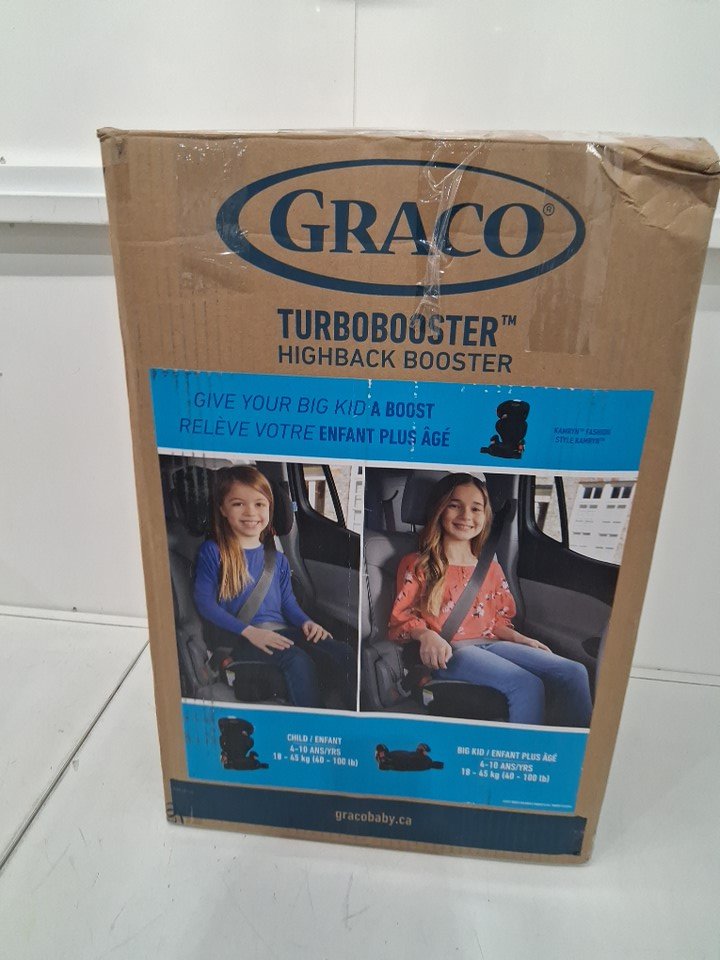 GRACO®
TURBOBOOSTER™
HIGHBACK BOOSTER
GIVE YOUR BIG KID A BOOST
RELÈVE VOTRE ENFANT PLUS ÂGÉ
KAMRYN™ FASHION
STYLE KAMRYN™
CHILD / ENFANT
4-10 ANS/YRS
18 - 45 kg (40 - 100 lb)
BIG KID / ENFANT PLUS ÂGÉ
4-10 ANS/YRS
18 - 45 kg (40 - 100 lb)
gracobaby.ca